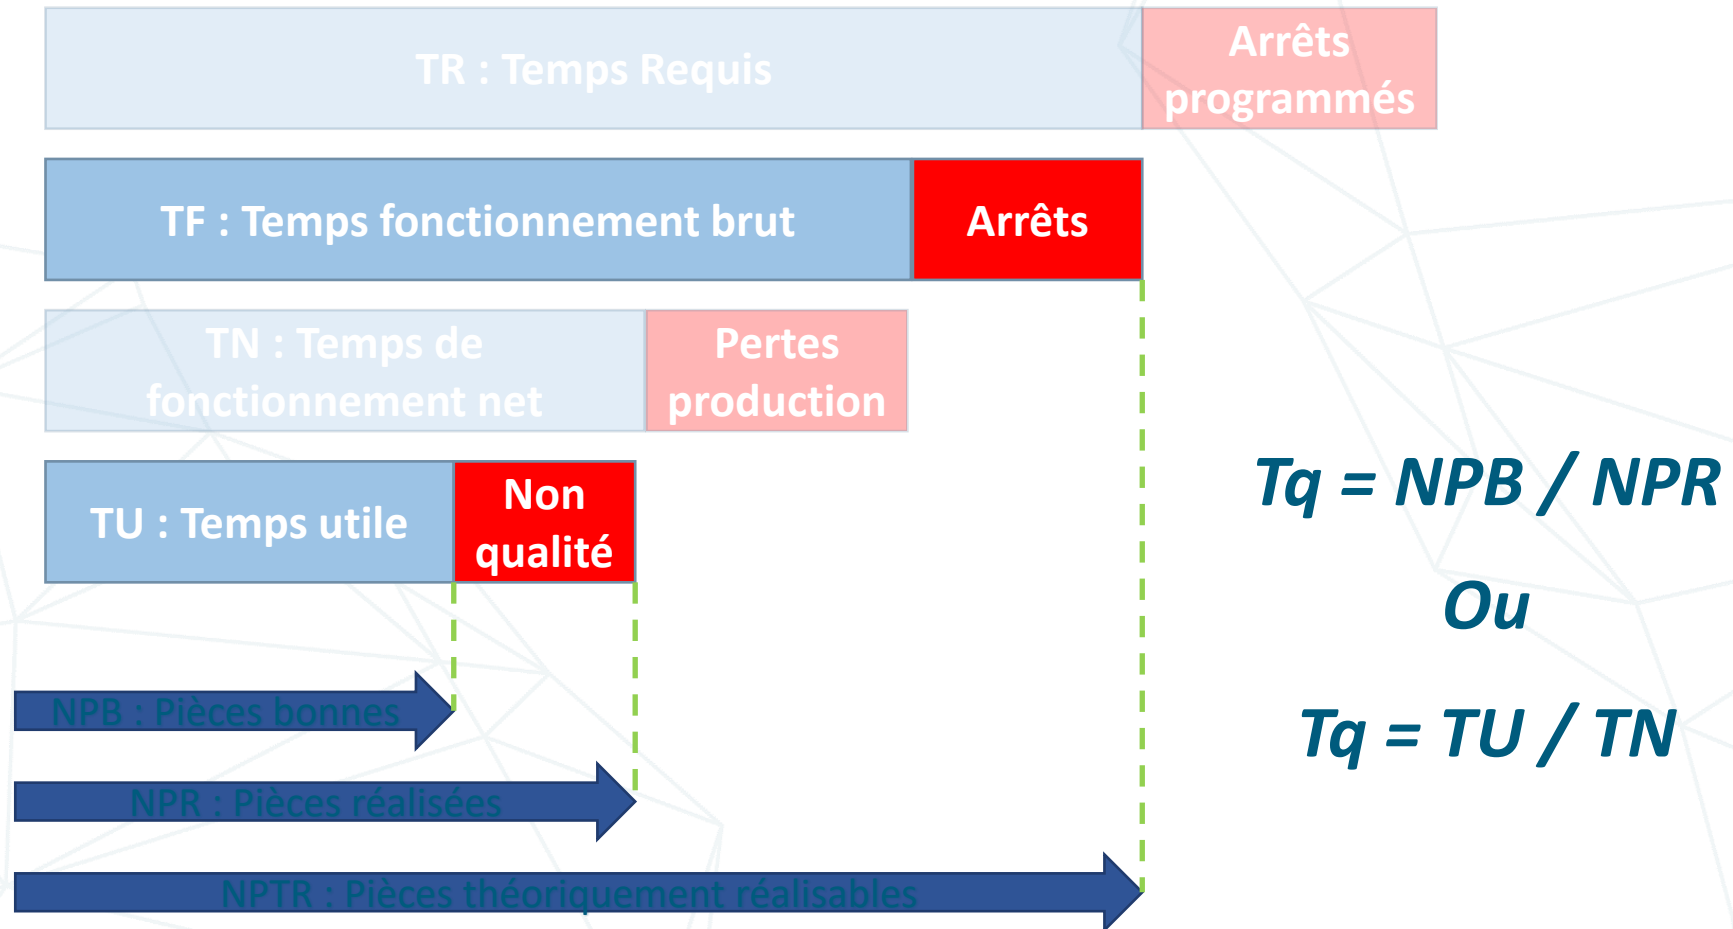 TR : Temps Requis
Arrêts
programmés
TF : Temps fonctionnement brut
Arrêts
TN : Temps de
fonctionnement net
Pertes
production
TU : Temps utile
Non
qualité
Tq = NPB / NPR
Ou
Tq = TU / TN
NPB : Pièces bonnes
NPR : Pièces réalisées
NPTR : Pièces théoriquement réalisables